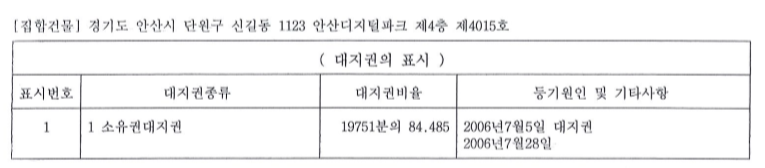 [집합건물] 경기도 안산시 단원구 신길동 1123 안산디지털파크 제4층 제4015호
( 대지권의 표시 )
표시번호 대지권종류 대지권비율 등기원인 및 기타사항
1 1 소유권대지권 19751분의 84.485 2006년7월5일 대지권
2006년7월28일